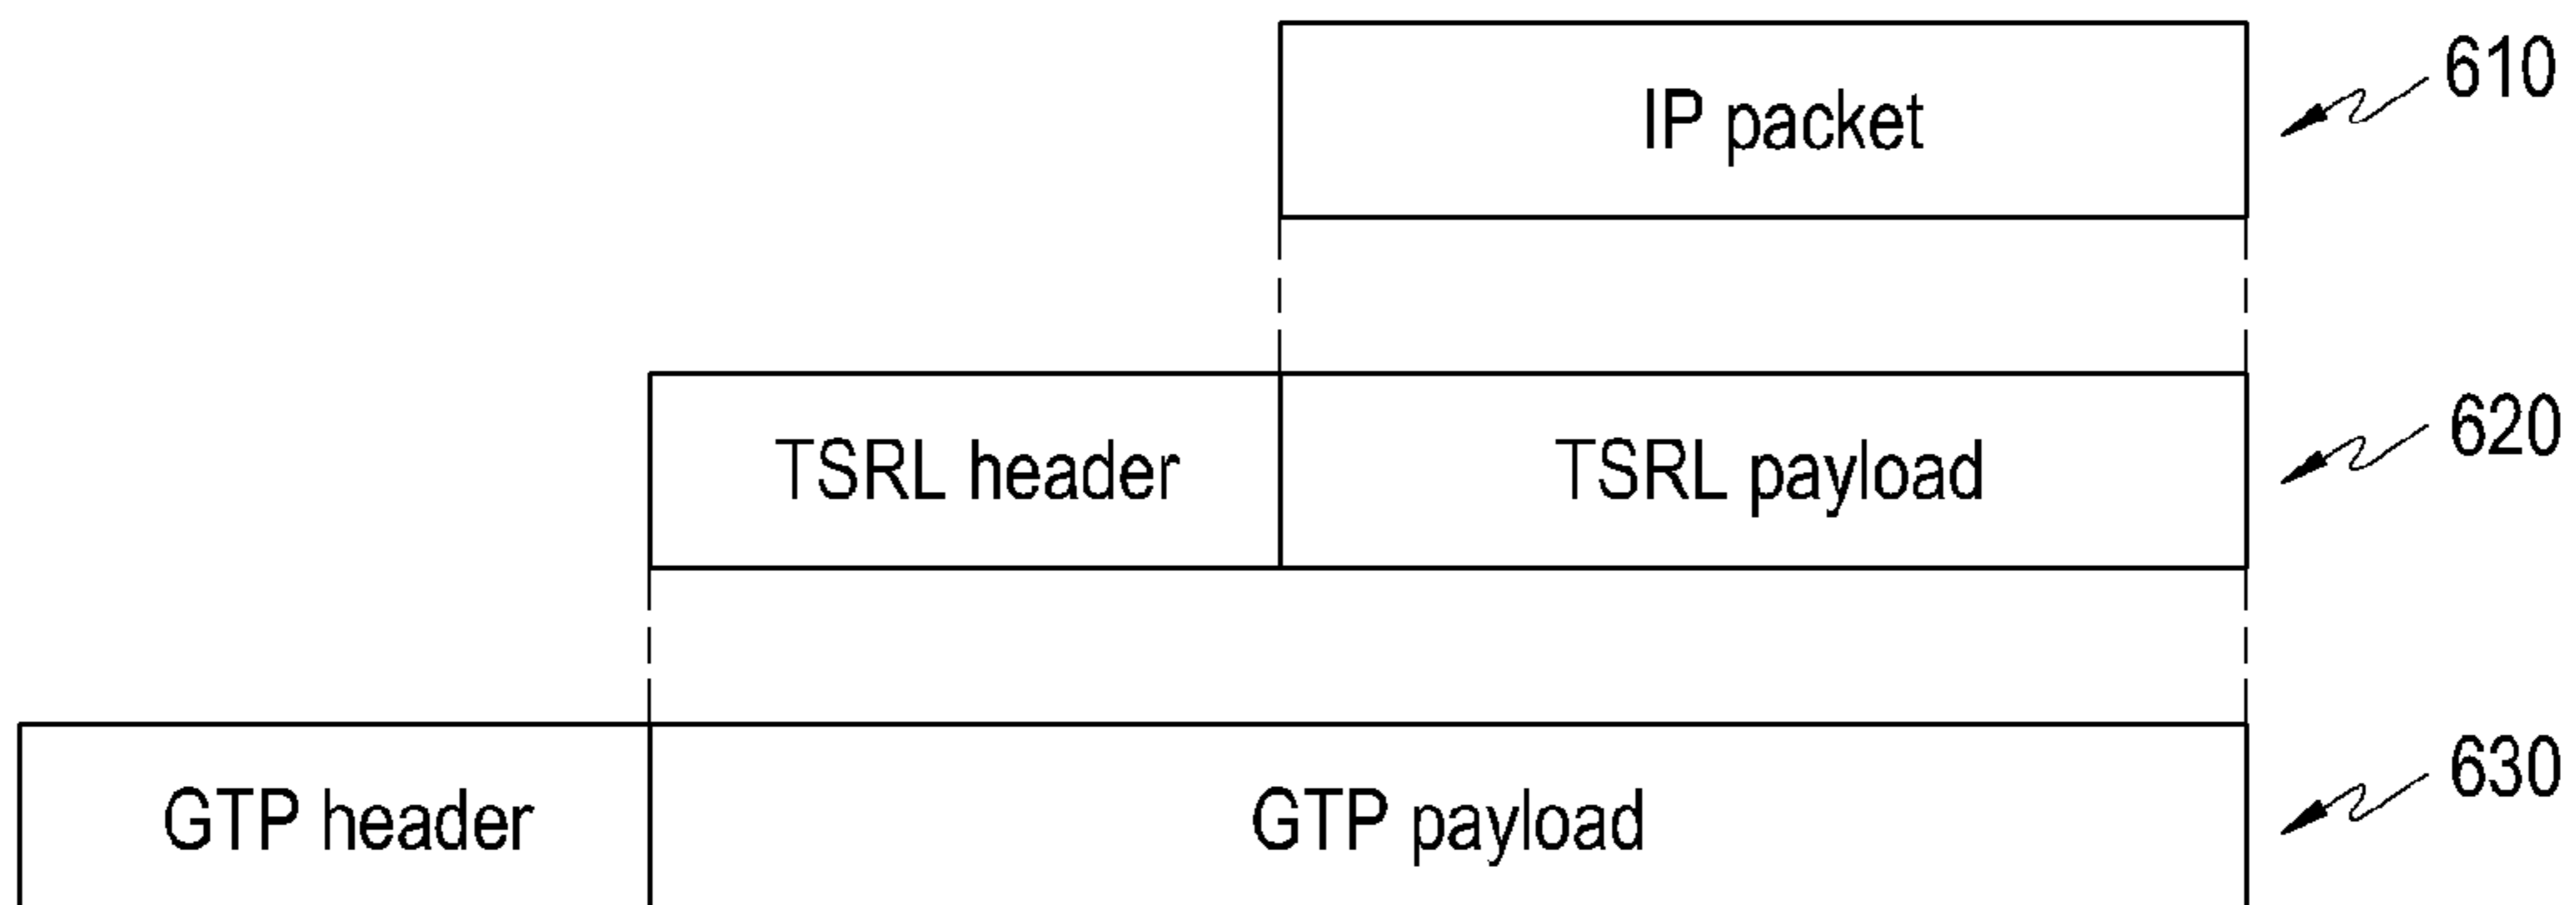 IP packet 610
TSRL header TSRL payload 620
GTP header GTP payload 630